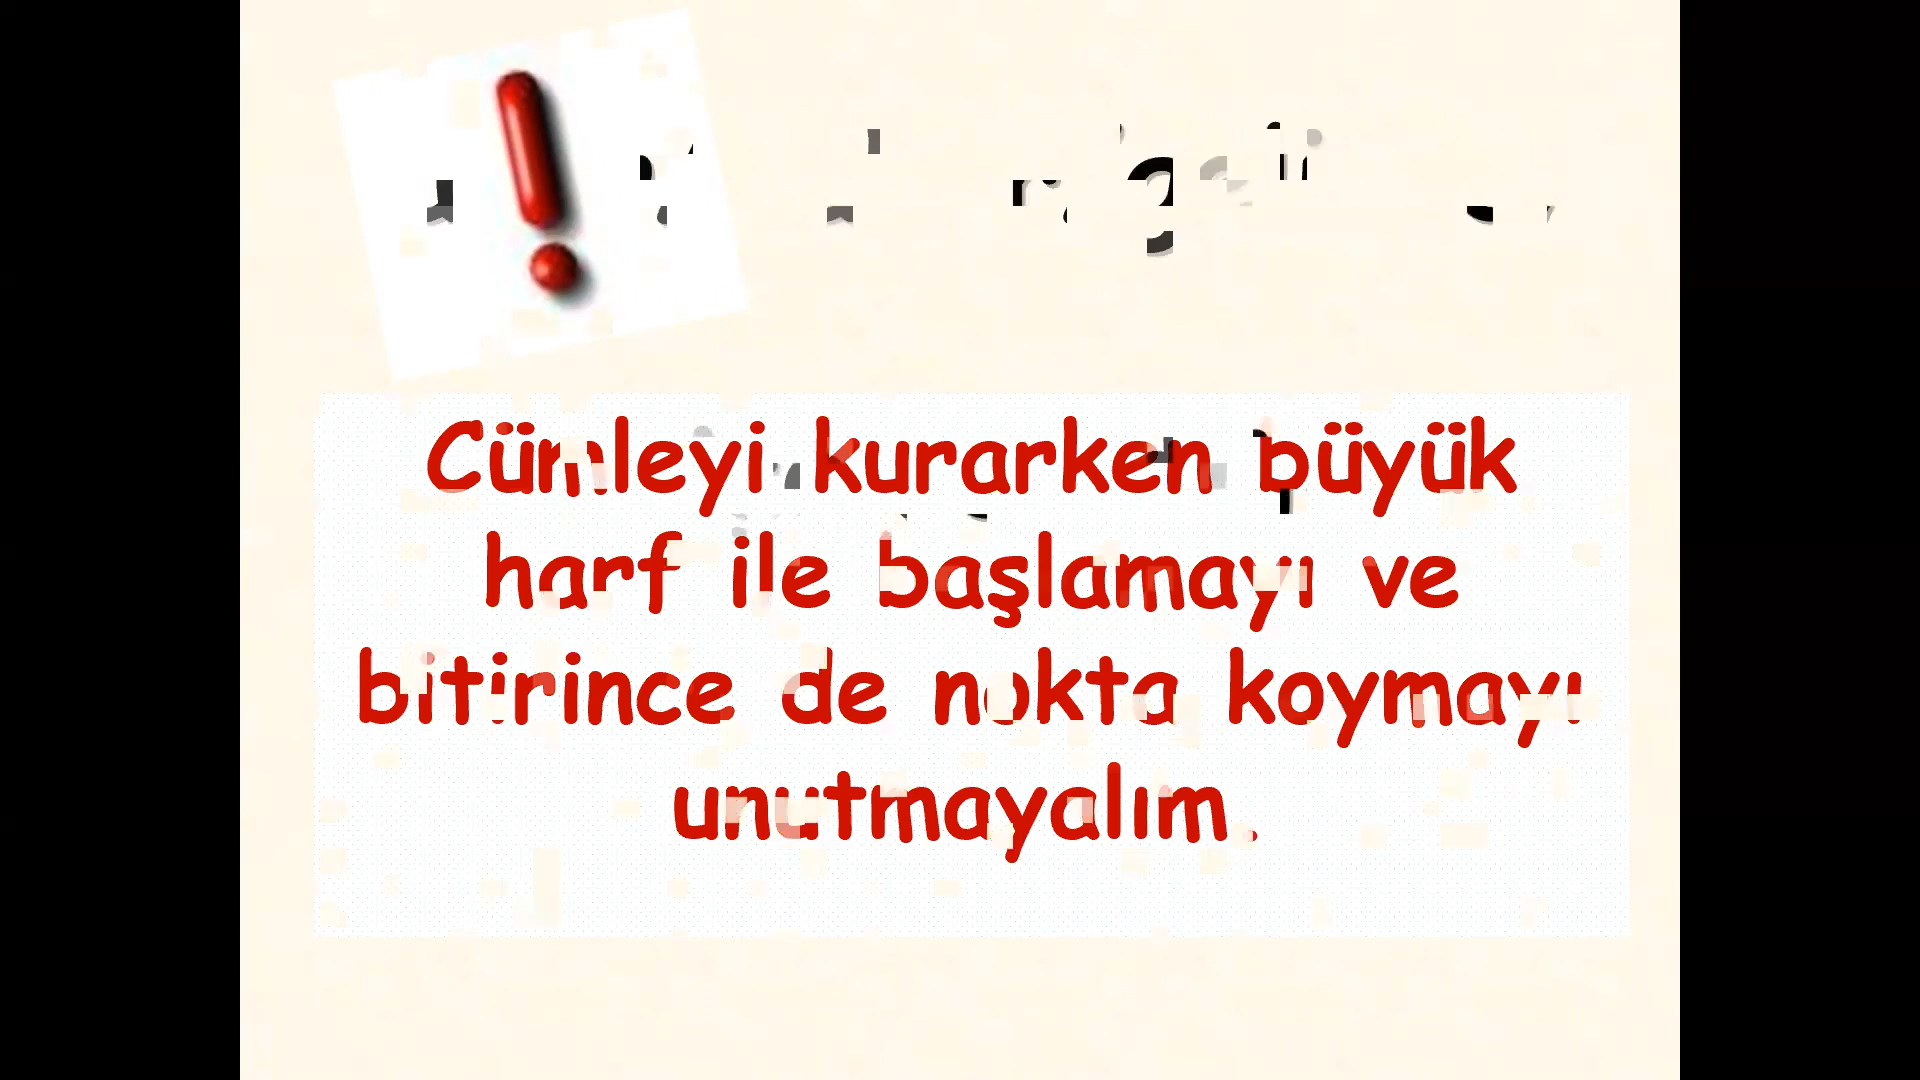 Cümleyi kurarken büyük
harf ile başlamayı ve
bitirince de nokta koymayı
unutmayalım.